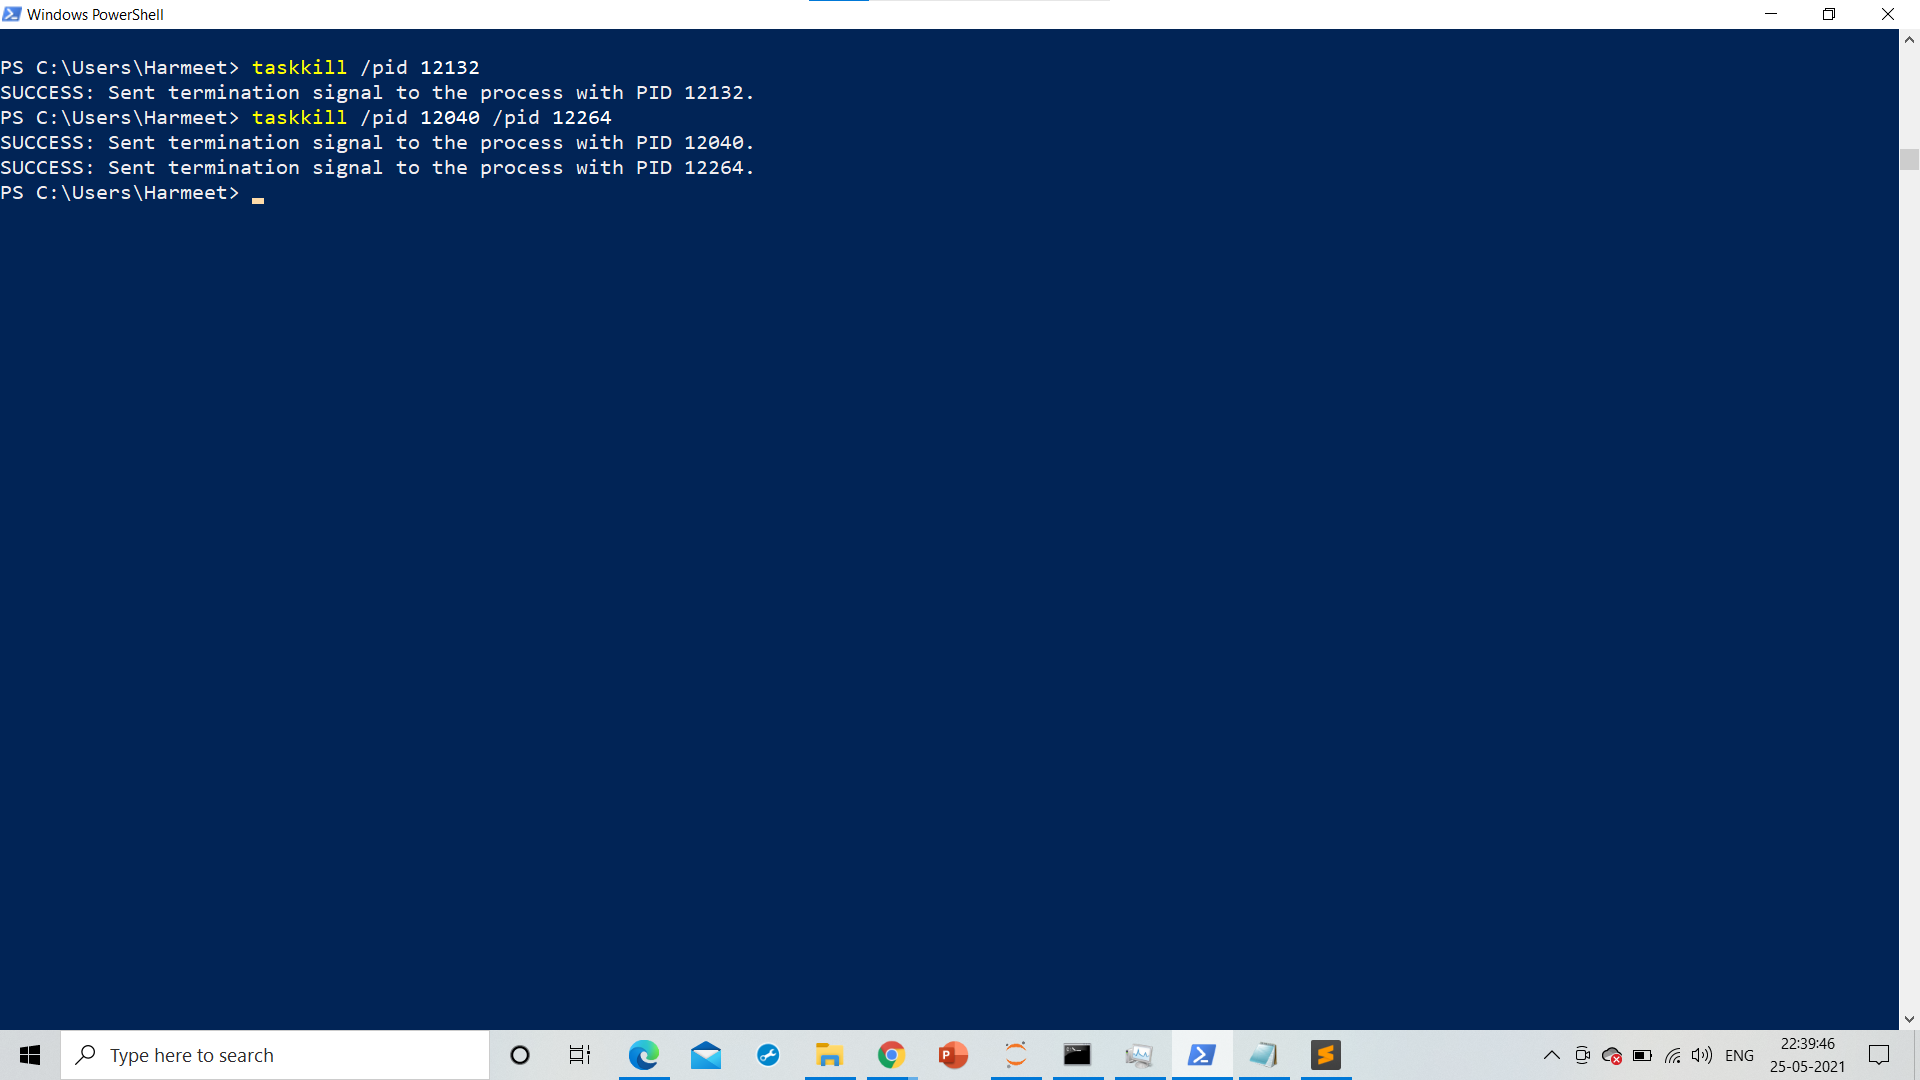 Windows PowerShell
PS C:\Users\Harmeet> taskkill /pid 12132
SUCCESS: Sent termination signal to the process with PID 12132.
PS C:\Users\Harmeet> taskkill /pid 12040 /pid 12264
SUCCESS: Sent termination signal to the process with PID 12040.
SUCCESS: Sent termination signal to the process with PID 12264.
PS C:\Users\Harmeet>
Type here to search
ENG
22:39:46
25-05-2021